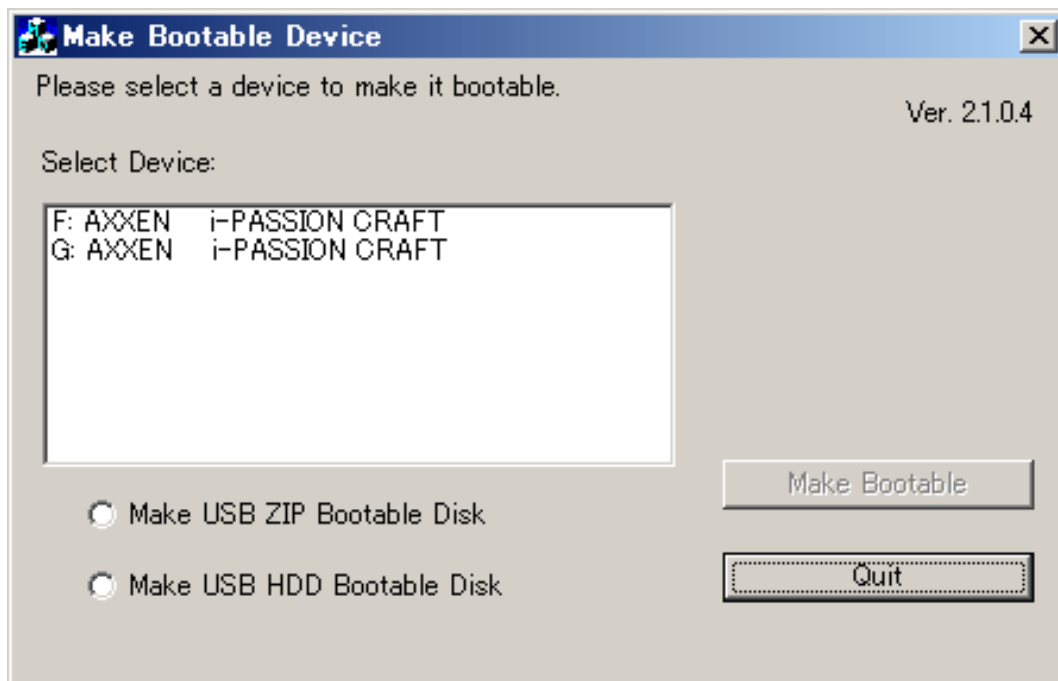 Make Bootable Device
Please select a device to make it bootable.
Ver. 2.1.0.4
Select Device:
F: AXXEN i-PASSION CRAFT
G: AXXEN i-PASSION CRAFT
Make Bootable
Make USB ZIP Bootable Disk
Quit
Make USB HDD Bootable Disk